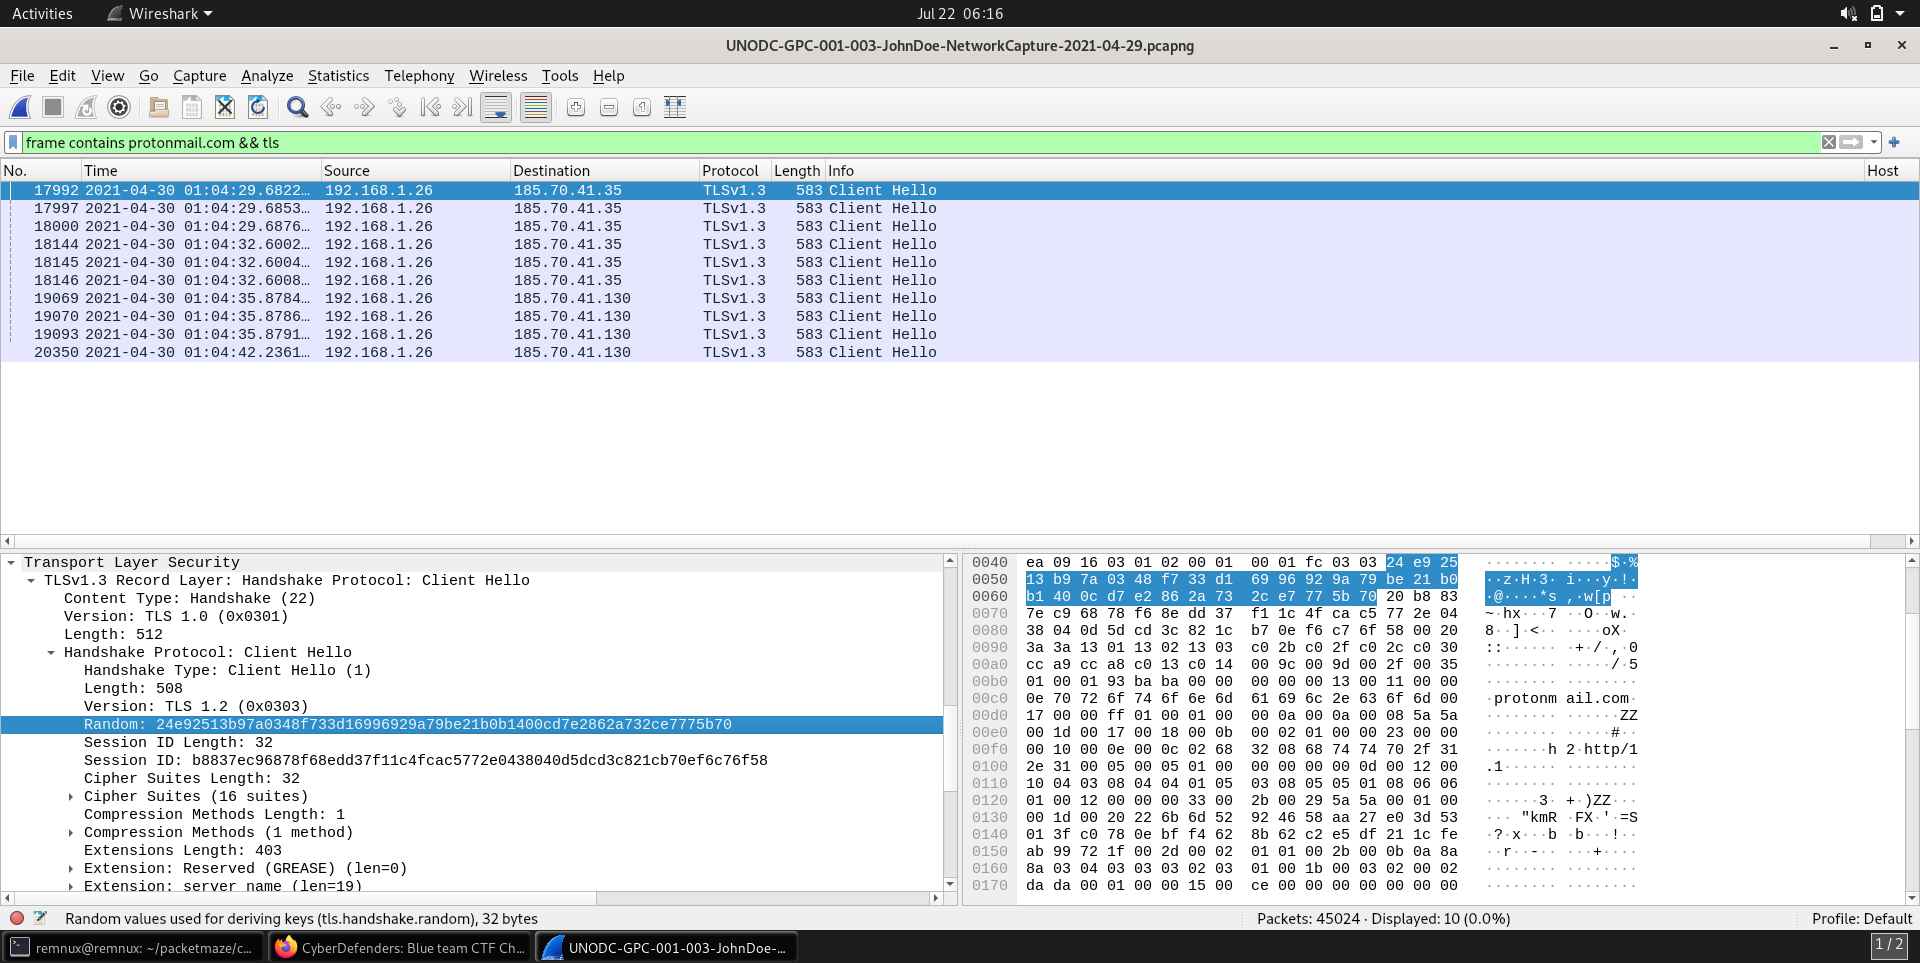 Activities Wireshark Jul 22 06:16
UNODC-GPC-001-003-JohnDoe-NetworkCapture-2021-04-29.pcapng
File Edit View Go Capture Analyze Statistics Telephony Wireless Tools Help
frame contains protonmail.com && tls
No. Time Source Destination Protocol Length Info Host
17992 2021-04-30 01:04:29.6822… 192.168.1.26 185.70.41.35 TLSv1.3 583 Client Hello
17997 2021-04-30 01:04:29.6853… 192.168.1.26 185.70.41.35 TLSv1.3 583 Client Hello
18000 2021-04-30 01:04:29.6876… 192.168.1.26 185.70.41.35 TLSv1.3 583 Client Hello
18144 2021-04-30 01:04:32.6002… 192.168.1.26 185.70.41.35 TLSv1.3 583 Client Hello
18145 2021-04-30 01:04:32.6004… 192.168.1.26 185.70.41.35 TLSv1.3 583 Client Hello
18146 2021-04-30 01:04:32.6008… 192.168.1.26 185.70.41.35 TLSv1.3 583 Client Hello
19069 2021-04-30 01:04:35.8784… 192.168.1.26 185.70.41.130 TLSv1.3 583 Client Hello
19070 2021-04-30 01:04:35.8786… 192.168.1.26 185.70.41.130 TLSv1.3 583 Client Hello
19093 2021-04-30 01:04:35.8791… 192.168.1.26 185.70.41.130 TLSv1.3 583 Client Hello
20350 2021-04-30 01:04:42.2361… 192.168.1.26 185.70.41.130 TLSv1.3 583 Client Hello
Transport Layer Security
TLSv1.3 Record Layer: Handshake Protocol: Client Hello
Content Type: Handshake (22)
Version: TLS 1.0 (0x0301)
Length: 512
Handshake Protocol: Client Hello
Handshake Type: Client Hello (1)
Length: 508
Version: TLS 1.2 (0x0303)
Random: 24e92513b97a0348f733d16996929a79be21b0b1400cd7e2862a732ce7775b70
Session ID Length: 32
Session ID: b8837ec96878f68edd37f11c4fcac5772e0438040d5dcd3c821cb70ef6c76f58
Cipher Suites Length: 32
Cipher Suites (16 suites)
Compression Methods Length: 1
Compression Methods (1 method)
Extensions Length: 403
Extension: Reserved (GREASE) (len=0)
Extension: server name (len=19)
0040 ea 09 16 03 01 02 00 01 00 01 fc 03 03 24 e9 25 ········ ·····$·%
0050 13 b9 7a 03 48 f7 33 d1 69 96 92 9a 79 be 21 b0 ··z·H·3· i···y·!·
0060 b1 40 0c d7 e2 86 2a 73 2c e7 77 5b 70 20 b8 83 ·@····*s ,·w[p ··
0070 7e c9 68 78 f6 8e dd 37 f1 1c 4f ca c5 77 2e 04 ~·hx···7 ··O··w.·
0080 38 04 0d 5d cd 3c 82 1c b7 0e f6 c7 6f 58 00 20 8··]·<·· ····oX·
0090 3a 3a 13 01 13 02 13 03 c0 2b c0 2f c0 2c c0 30 ::······ ·+·/·,·0
00a0 cc a9 cc a8 c0 13 c0 14 00 9c 00 9d 00 2f 00 35 ········ ·····/·5
00b0 01 00 01 93 ba ba 00 00 00 00 00 13 00 11 00 00 ········ ········
00c0 0e 70 72 6f 74 6f 6e 6d 61 69 6c 2e 63 6f 6d 00 ·protonm ail.com·
00d0 17 00 00 ff 01 00 01 00 00 0a 00 0a 00 08 5a 5a ········ ······ZZ
00e0 00 1d 00 17 00 18 00 0b 00 02 01 00 00 23 00 00 ········ ·····#··
00f0 00 10 00 0e 00 0c 02 68 32 08 68 74 74 70 2f 31 ·······h 2·http/1
0100 2e 31 00 05 00 05 01 00 00 00 00 00 0d 00 12 00 .1······ ········
0110 10 04 03 08 04 04 01 05 03 08 05 05 01 08 06 06 ········ ········
0120 01 00 12 00 00 00 33 00 2b 00 29 5a 5a 00 01 00 ······3· +·)ZZ···
0130 00 1d 00 20 22 6b 6d 52 92 46 58 aa 27 e0 3d 53 ··· "kmR ·FX·'·=S
0140 01 3f c0 78 0e bf f4 62 8b 62 c2 e5 df 21 1c fe ·?·x···b ·b···!··
0150 ab 99 72 1f 00 2d 00 02 01 01 00 2b 00 0b 0a 8a ··r··-·· ···+····
0160 8a 03 04 03 03 03 02 03 01 00 1b 00 03 02 00 02 ········ ········
0170 da da 00 01 00 00 15 00 ce 00 00 00 00 00 00 00 ········ ········
Random values used for deriving keys (tls.handshake.random), 32 bytes Packets: 45024 · Displayed: 10 (0.0%) Profile: Default
remnux@remnux: ~/packetmaze/c… CyberDefenders: Blue team CTF Ch… UNODC-GPC-001-003-JohnDoe-… 1 / 2